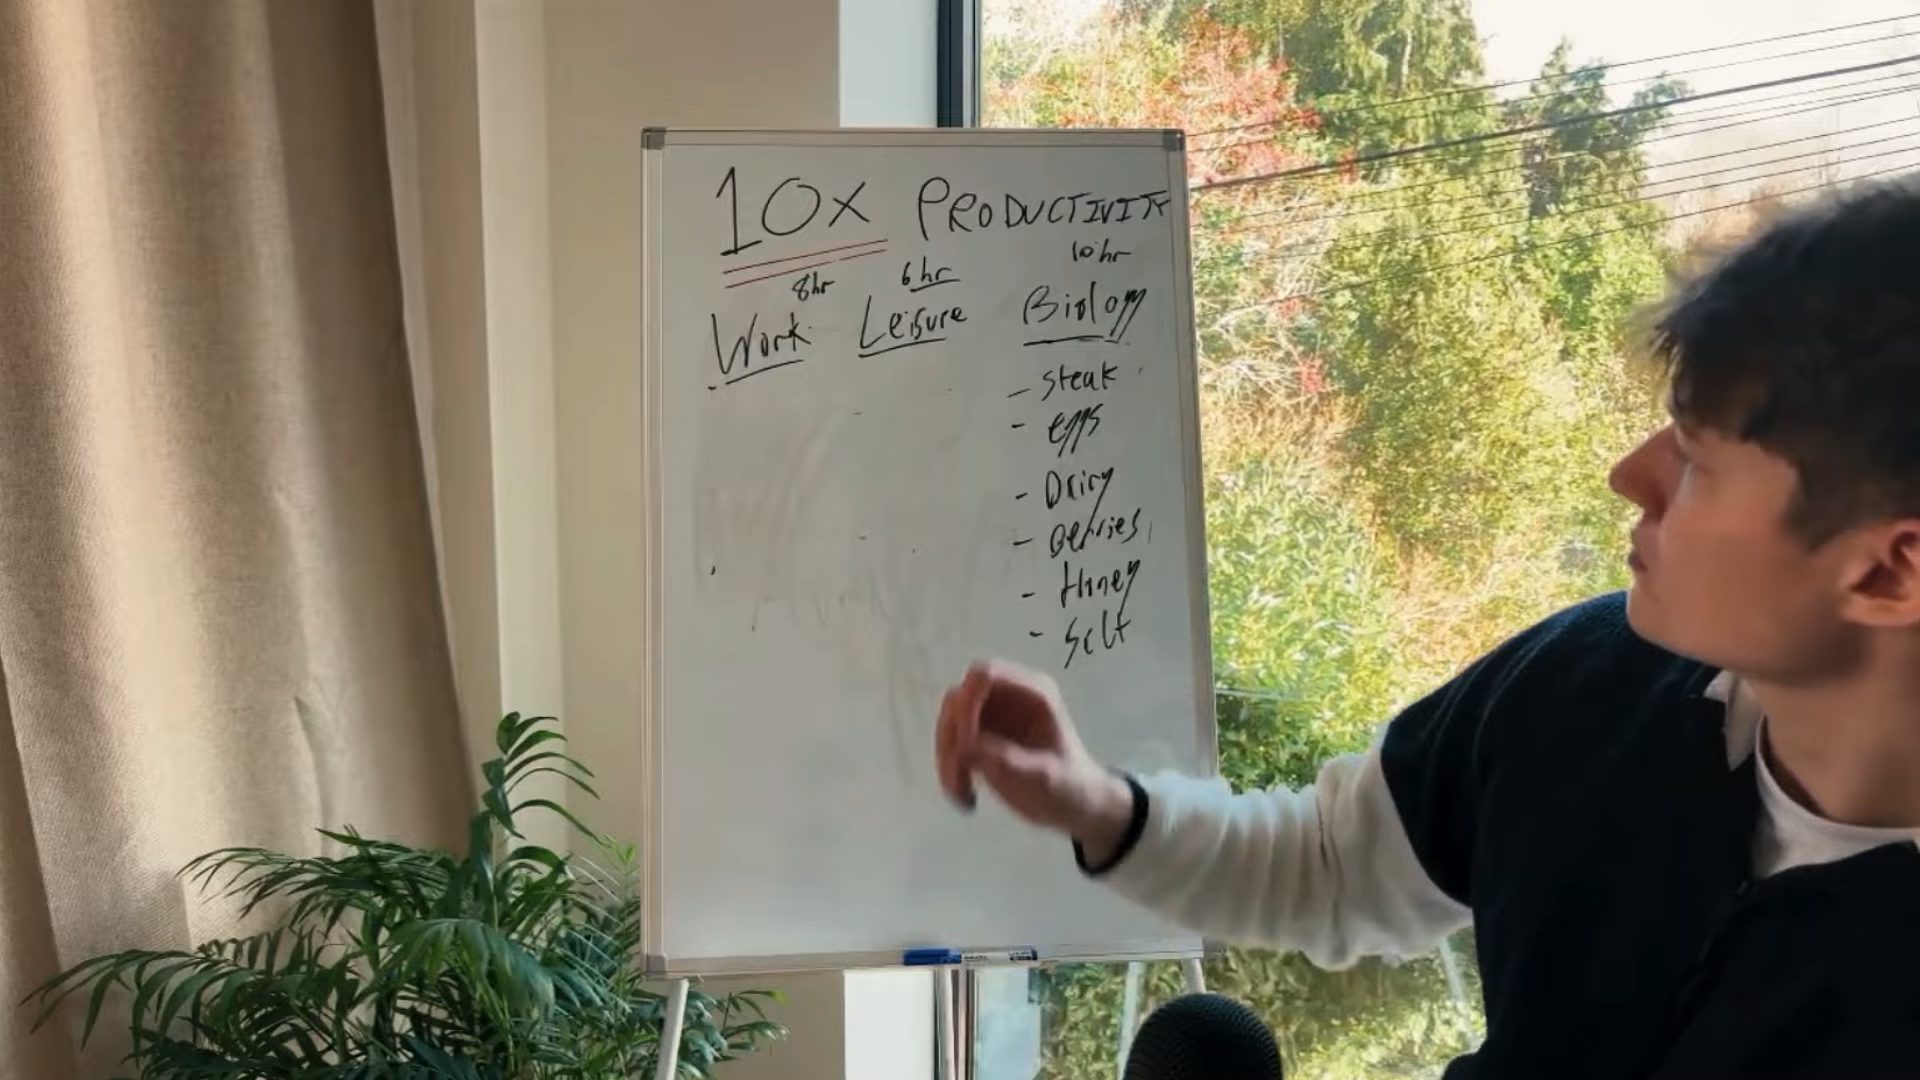 10x PRODUCTIVITY
8hr 6hr 10hr
Work Leisure Biology
- steak
- eggs
- Dairy
- Berries
- Honey
- salt